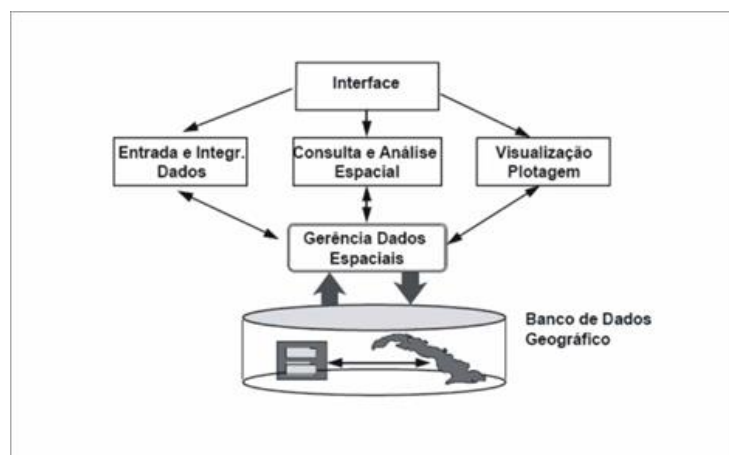 Interface
Entrada e Integr.
Dados
Consulta e Análise
Espacial
Visualização
Plotagem
Gerência Dados
Espaciais
Banco de Dados
Geográfico